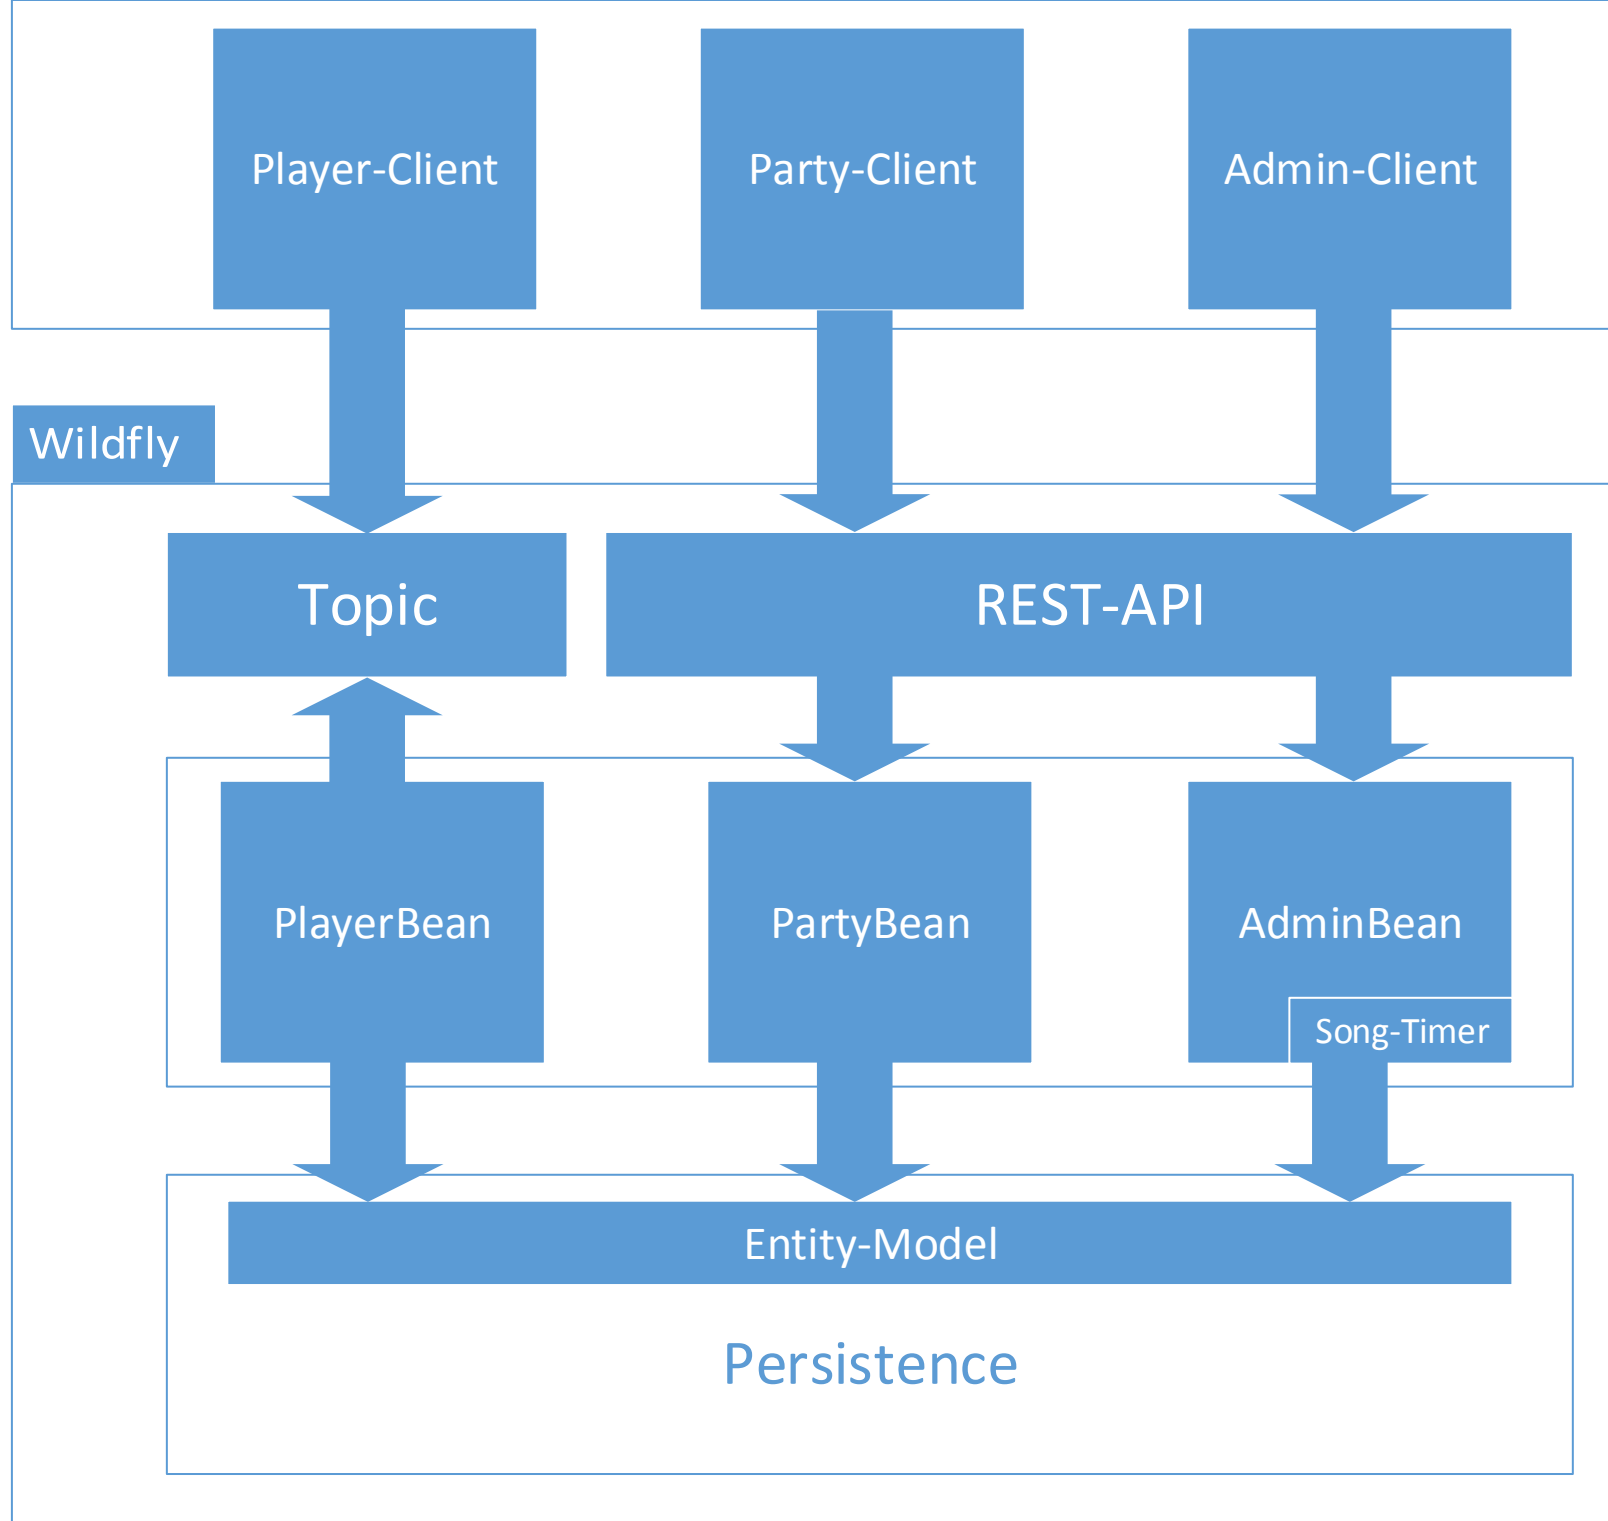 Player-Client
Party-Client
Admin-Client
Wildfly
Topic
REST-API
PlayerBean
PartyBean
AdminBean
Song-Timer
Entity-Model
Persistence